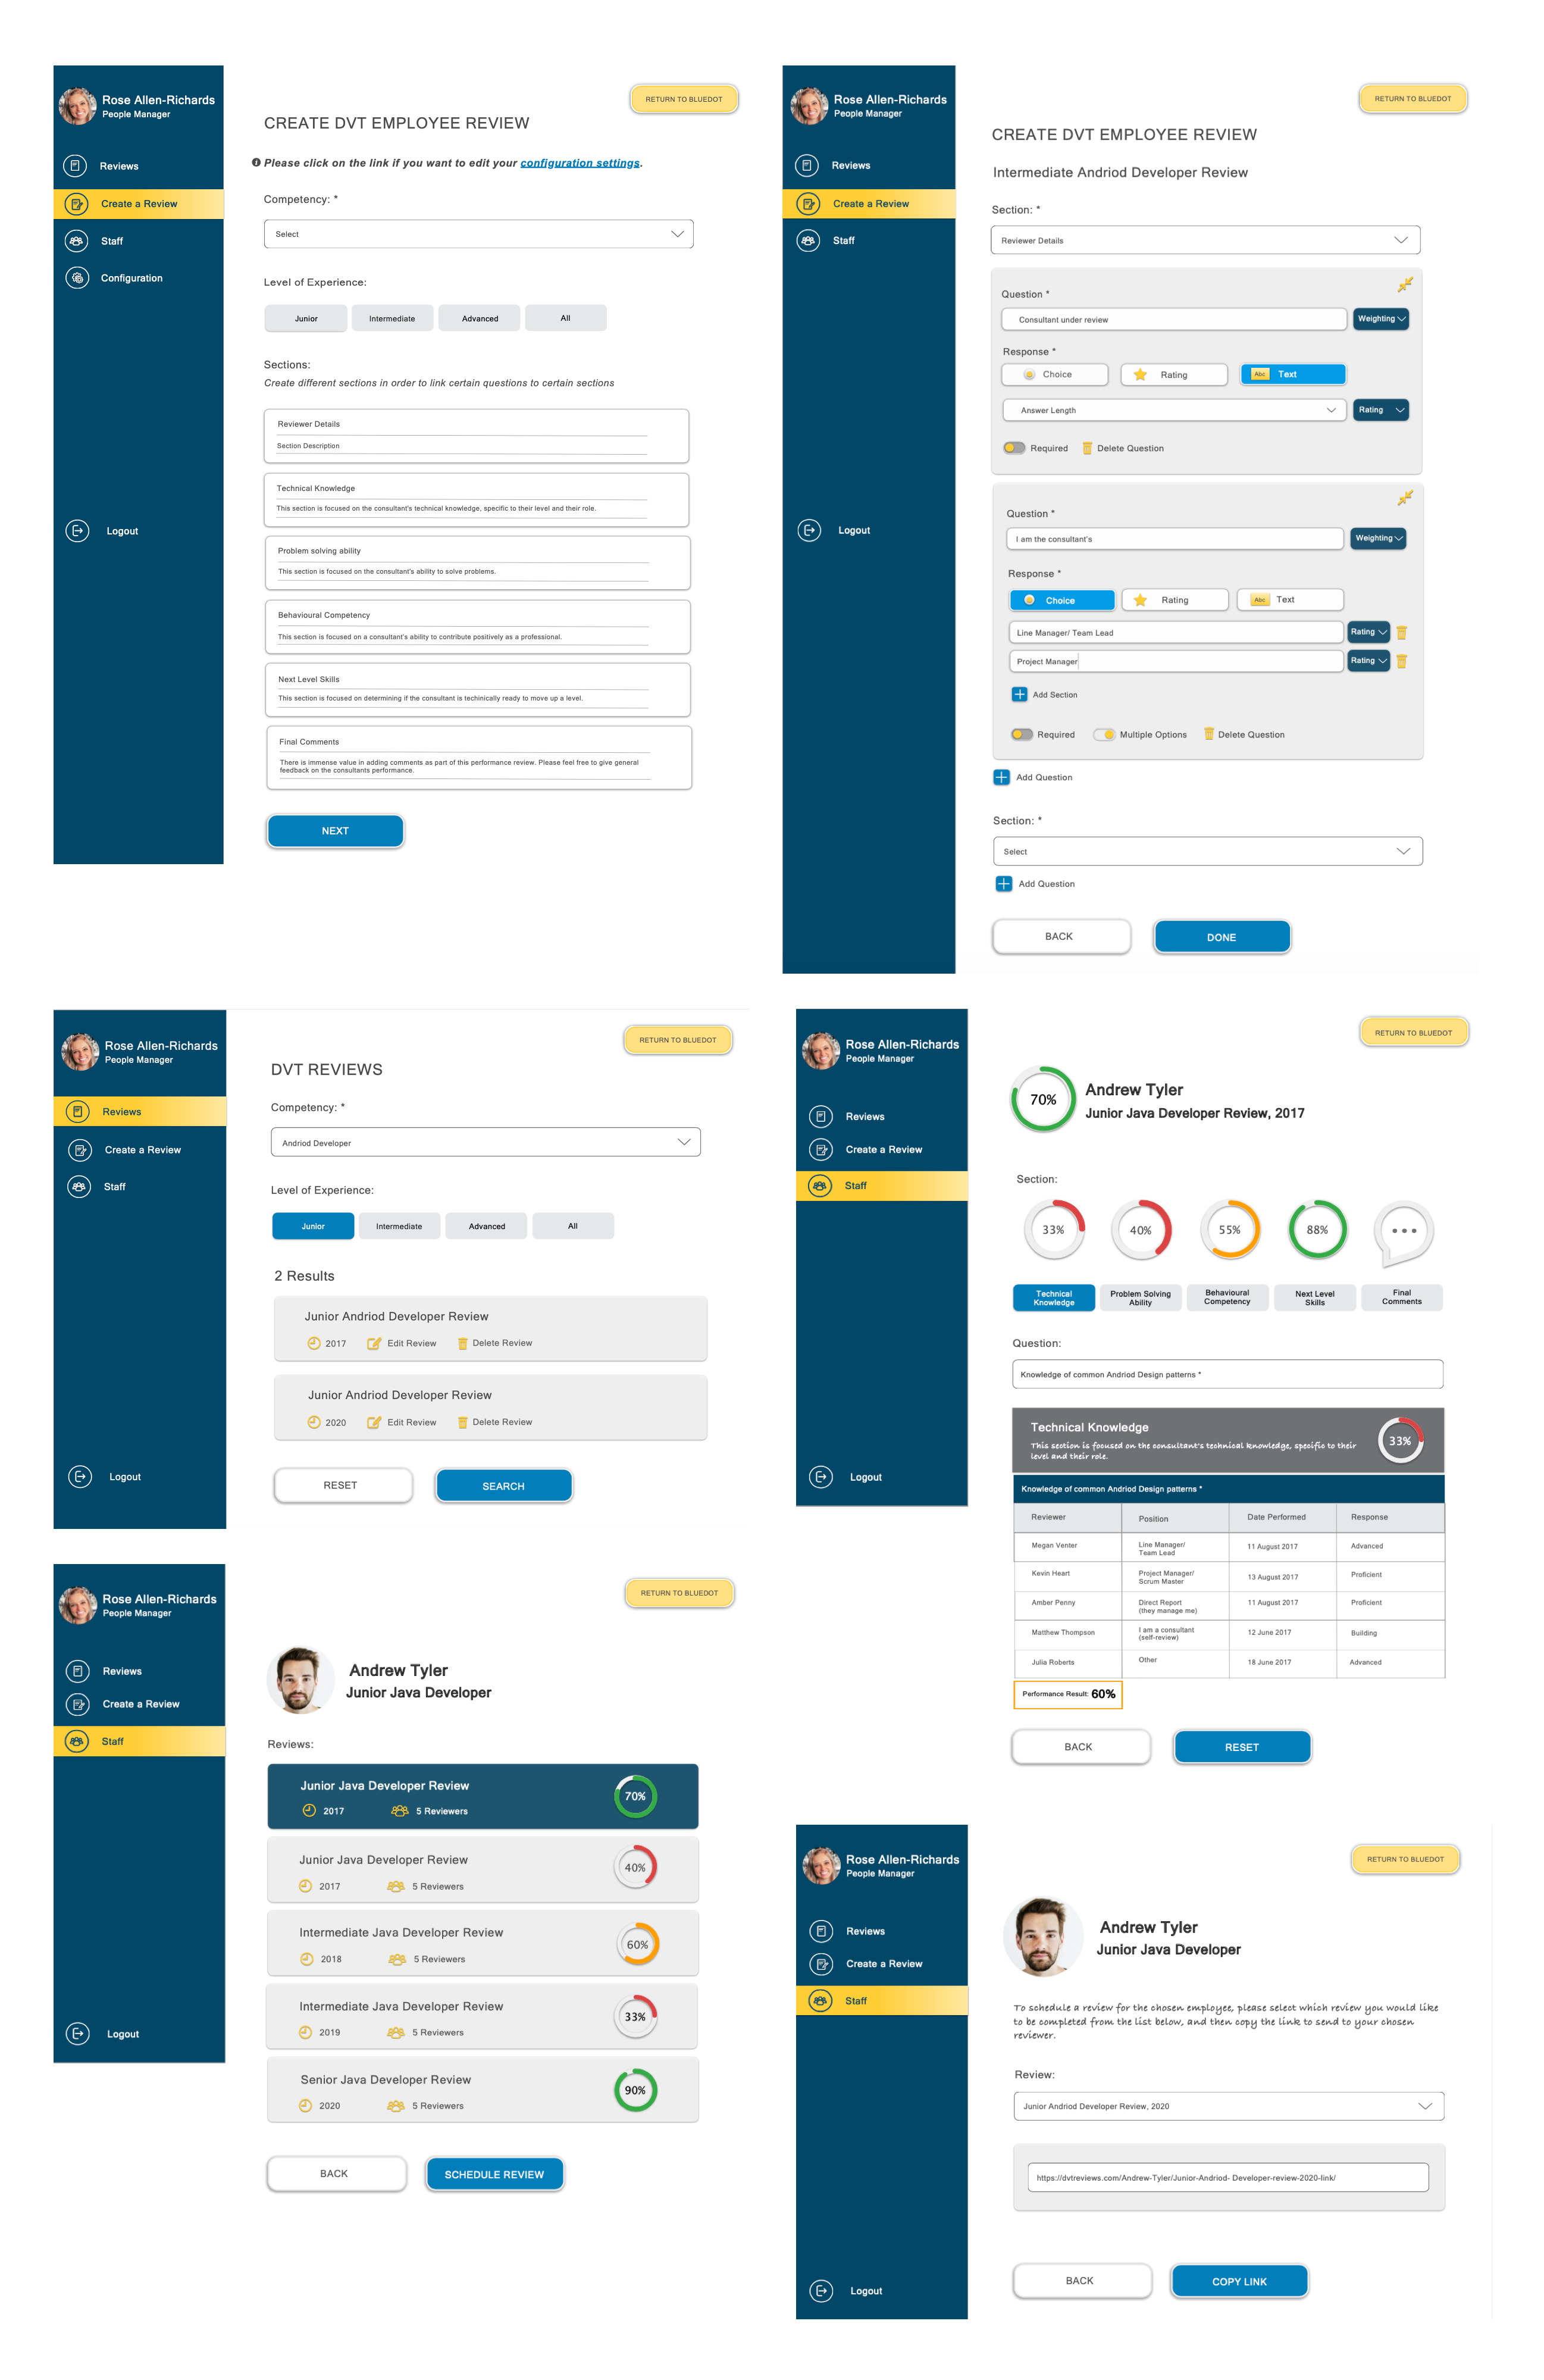 Rose Allen-Richards
People Manager
Reviews
Create a Review
Staff
Configuration
Logout
RETURN TO BLUEDOT
CREATE DVT EMPLOYEE REVIEW
Please click on the link if you want to edit your configuration settings.
Competency: *
Select
Level of Experience:
Junior Intermediate Advanced All
Sections:
Create different sections in order to link certain questions to certain sections
Reviewer Details
Section Description
Technical Knowledge
This section is focused on the consultant's technical knowledge, specific to their level and their role.
Problem solving ability
This section is focused on the consultant's ability to solve problems.
Behavioural Competency
This section is focused on a consultant's ability to contribute positively as a professional.
Next Level Skills
This section is focused on determining if the consultant is techinically ready to move up a level.
Final Comments
There is immense value in adding comments as part of this performance review. Please feel free to give general
feedback on the consultants performance.
NEXT
Rose Allen-Richards
People Manager
Reviews
Create a Review
Staff
Logout
RETURN TO BLUEDOT
CREATE DVT EMPLOYEE REVIEW
Intermediate Andriod Developer Review
Section: *
Reviewer Details
Question *
Consultant under review Weighting
Response *
Choice Rating Abc Text
Answer Length Rating
Required Delete Question
Question *
I am the consultant's Weighting
Response *
Choice Rating Abc Text
Line Manager/ Team Lead Rating
Project Manager Rating
Add Section
Required Multiple Options Delete Question
Add Question
Section: *
Select
Add Question
BACK DONE
Rose Allen-Richards
People Manager
Reviews
Create a Review
Staff
Logout
RETURN TO BLUEDOT
DVT REVIEWS
Competency: *
Andriod Developer
Level of Experience:
Junior Intermediate Advanced All
2 Results
Junior Andriod Developer Review
2017 Edit Review Delete Review
Junior Andriod Developer Review
2020 Edit Review Delete Review
RESET SEARCH
Rose Allen-Richards
People Manager
Reviews
Create a Review
Staff
Logout
RETURN TO BLUEDOT
70%
Andrew Tyler
Junior Java Developer Review, 2017
Section:
33% 40% 55% 88%
Technical Knowledge
Problem Solving Ability
Behavioural Competency
Next Level Skills
Final Comments
Question:
Knowledge of common Andriod Design patterns *
Technical Knowledge
This section is focused on the consultant's technical knowledge, specific to their
level and their role.
33%
Knowledge of common Andriod Design patterns *
Reviewer Position Date Performed Response
Megan Venter Line Manager/ Team Lead 11 August 2017 Advanced
Kevin Heart Project Manager/ Scrum Master 13 August 2017 Proficient
Amber Penny Direct Report (they manage me) 11 August 2017 Proficient
Matthew Thompson I am a consultant (self-review) 12 June 2017 Building
Julia Roberts Other 18 June 2017 Advanced
Performance Result: 60%
BACK RESET
Rose Allen-Richards
People Manager
Reviews
Create a Review
Staff
Logout
RETURN TO BLUEDOT
Andrew Tyler
Junior Java Developer
Reviews:
Junior Java Developer Review
2017 5 Reviewers
70%
Junior Java Developer Review
2017 5 Reviewers
40%
Intermediate Java Developer Review
2018 5 Reviewers
60%
Intermediate Java Developer Review
2019 5 Reviewers
33%
Senior Java Developer Review
2020 5 Reviewers
90%
BACK SCHEDULE REVIEW
Rose Allen-Richards
People Manager
Reviews
Create a Review
Staff
Logout
RETURN TO BLUEDOT
Andrew Tyler
Junior Java Developer
To schedule a review for the chosen employee, please select which review you would like
to be completed from the list below, and then copy the link to send to your chosen
reviewer.
Review:
Junior Andriod Developer Review, 2020
https://dvtreviews.com/Andrew-Tyler/Junior-Andriod- Developer-review-2020-link/
BACK COPY LINK